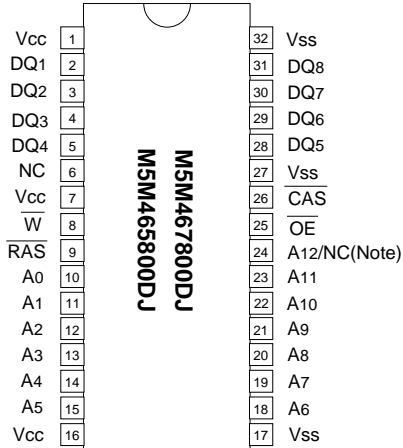 Vcc 1 32 Vss
DQ1 2 31 DQ8
DQ2 3 30 DQ7
DQ3 4 29 DQ6
DQ4 5 28 DQ5
NC 6 27 Vss
Vcc 7 26 CAS
W 8 25 OE
RAS 9 24 A12/NC(Note)
A0 10 23 A11
A1 11 22 A10
A2 12 21 A9
A3 13 20 A8
A4 14 19 A7
A5 15 18 A6
Vcc 16 17 Vss
M5M467800DJ
M5M465800DJ